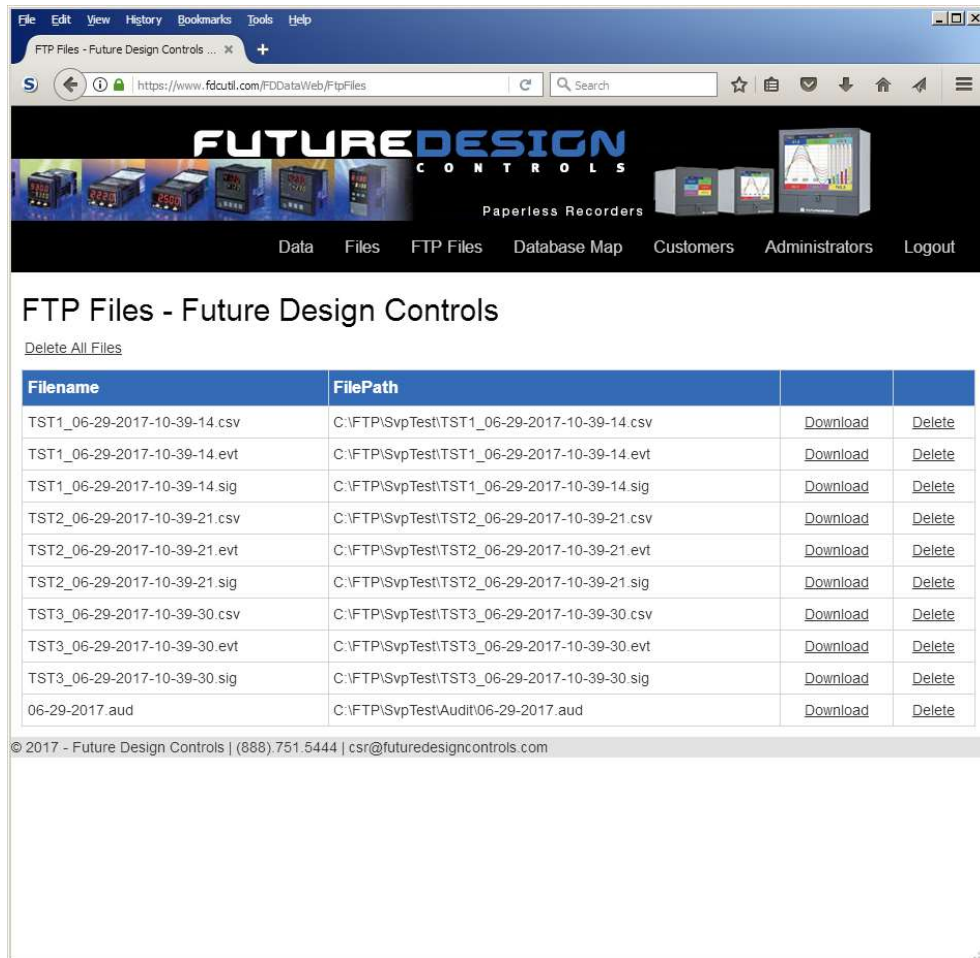 File Edit View History Bookmarks Tools Help
FTP Files - Future Design Controls ...
S https://www.fdcutil.com/FDDataWeb/FtpFiles Search
FUTUREDESIGN
CONTROLS
Paperless Recorders
Data Files FTP Files Database Map Customers Administrators Logout
FTP Files - Future Design Controls
Delete All Files
Filename FilePath
TST1_06-29-2017-10-39-14.csv C:\FTP\SvpTest\TST1_06-29-2017-10-39-14.csv Download Delete
TST1_06-29-2017-10-39-14.evt C:\FTP\SvpTest\TST1_06-29-2017-10-39-14.evt Download Delete
TST1_06-29-2017-10-39-14.sig C:\FTP\SvpTest\TST1_06-29-2017-10-39-14.sig Download Delete
TST2_06-29-2017-10-39-21.csv C:\FTP\SvpTest\TST2_06-29-2017-10-39-21.csv Download Delete
TST2_06-29-2017-10-39-21.evt C:\FTP\SvpTest\TST2_06-29-2017-10-39-21.evt Download Delete
TST2_06-29-2017-10-39-21.sig C:\FTP\SvpTest\TST2_06-29-2017-10-39-21.sig Download Delete
TST3_06-29-2017-10-39-30.csv C:\FTP\SvpTest\TST3_06-29-2017-10-39-30.csv Download Delete
TST3_06-29-2017-10-39-30.evt C:\FTP\SvpTest\TST3_06-29-2017-10-39-30.evt Download Delete
TST3_06-29-2017-10-39-30.sig C:\FTP\SvpTest\TST3_06-29-2017-10-39-30.sig Download Delete
06-29-2017.aud C:\FTP\SvpTest\Audit\06-29-2017.aud Download Delete
© 2017 - Future Design Controls | (888).751.5444 | csr@futuredesigncontrols.com